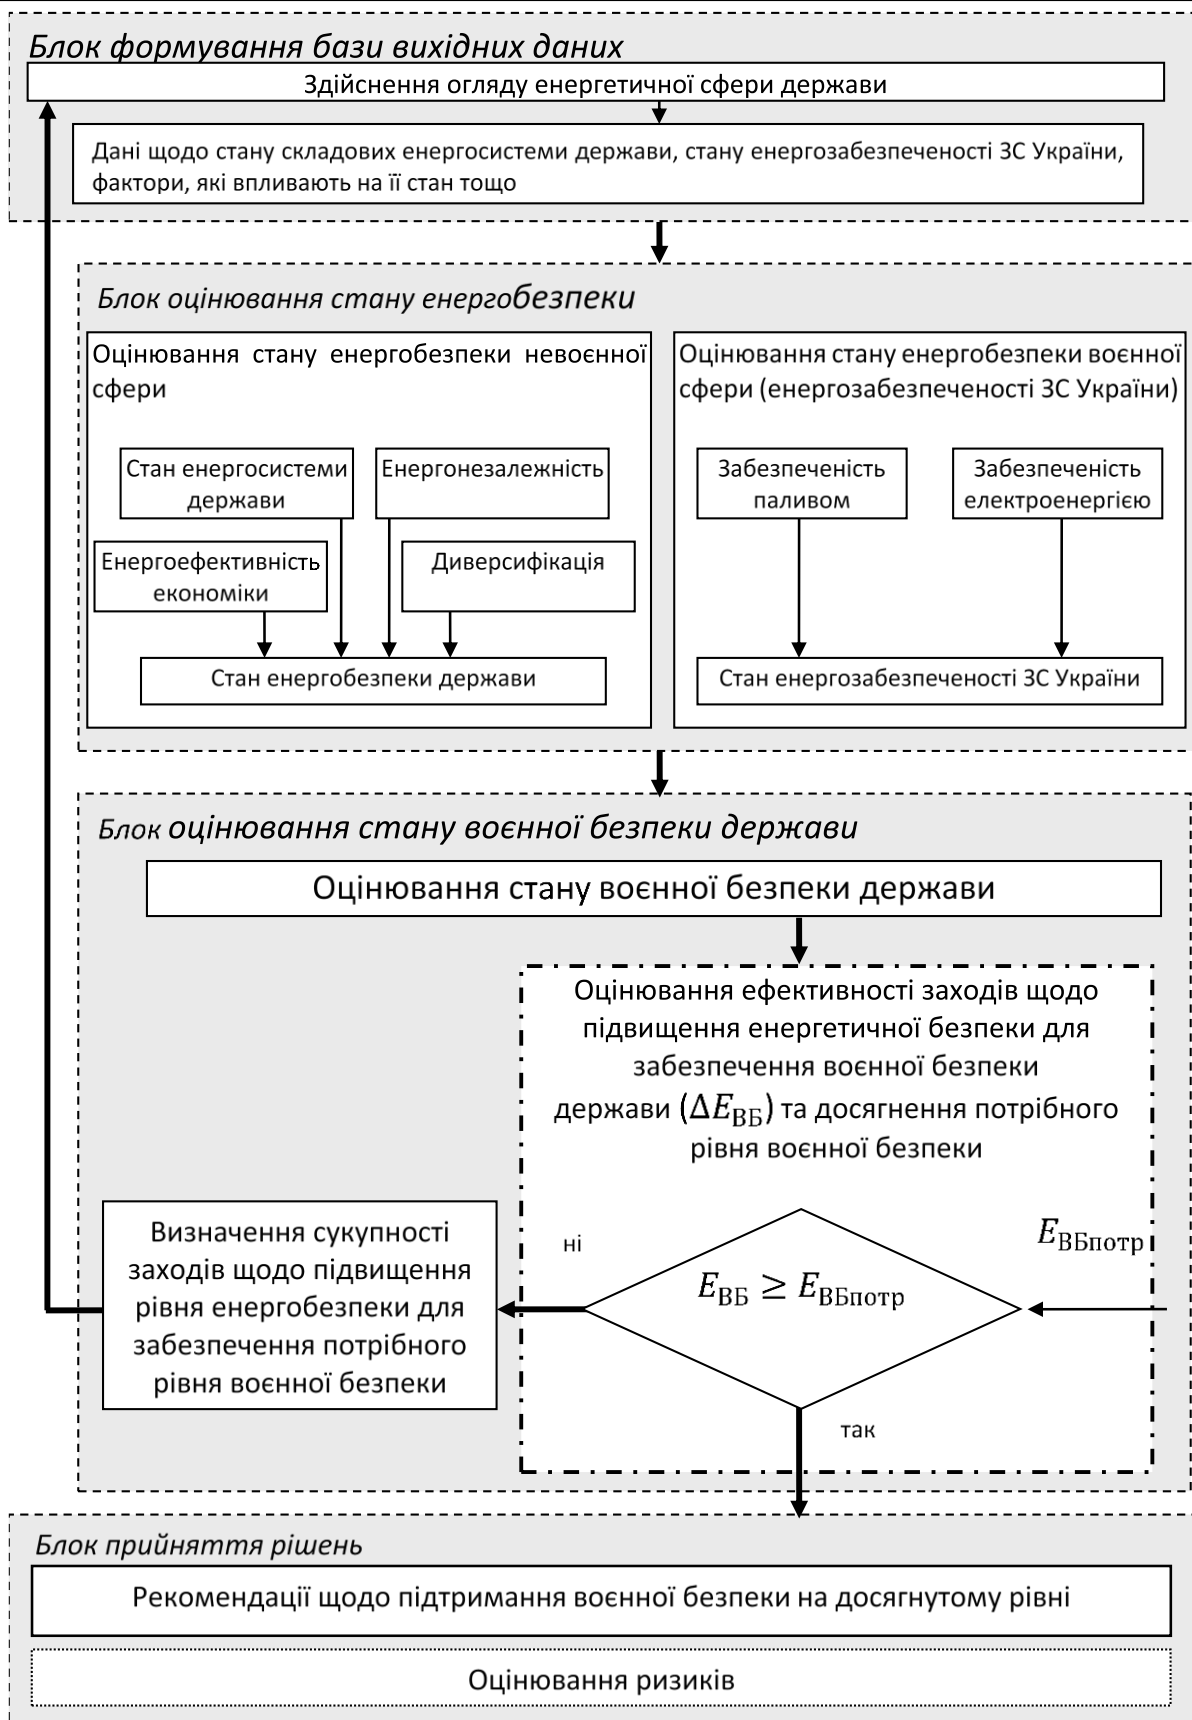 Блок формування бази вихідних даних
Здійснення огляду енергетичної сфери держави
Дані щодо стану складових енергосистеми держави, стану енергозабезпеченості ЗС України,
фактори, які впливають на її стан тощо
Блок оцінювання стану енергобезпеки
Оцінювання стану енергобезпеки невоєнної
сфери
Оцінювання стану енергобезпеки воєнної
сфери (енергозабезпеченості ЗС України)
Стан енергосистеми
держави
Енергонезалежність
Забезпеченість
паливом
Забезпеченість
електроенергією
Енергоефективність
економіки
Диверсифікація
Стан енергобезпеки держави
Стан енергозабезпеченості ЗС України
Блок оцінювання стану воєнної безпеки держави
Оцінювання стану воєнної безпеки держави
Оцінювання ефективності заходів щодо
підвищення енергетичної безпеки для
забезпечення воєнної безпеки
держави (ΔE_ВБ) та досягнення потрібного
рівня воєнної безпеки
Визначення сукупності
заходів щодо підвищення
рівня енергобезпеки для
забезпечення потрібного
рівня воєнної безпеки
ні
E_ВБ ≥ E_ВБпотр
E_ВБпотр
так
Блок прийняття рішень
Рекомендації щодо підтримання воєнної безпеки на досягнутому рівні
Оцінювання ризиків